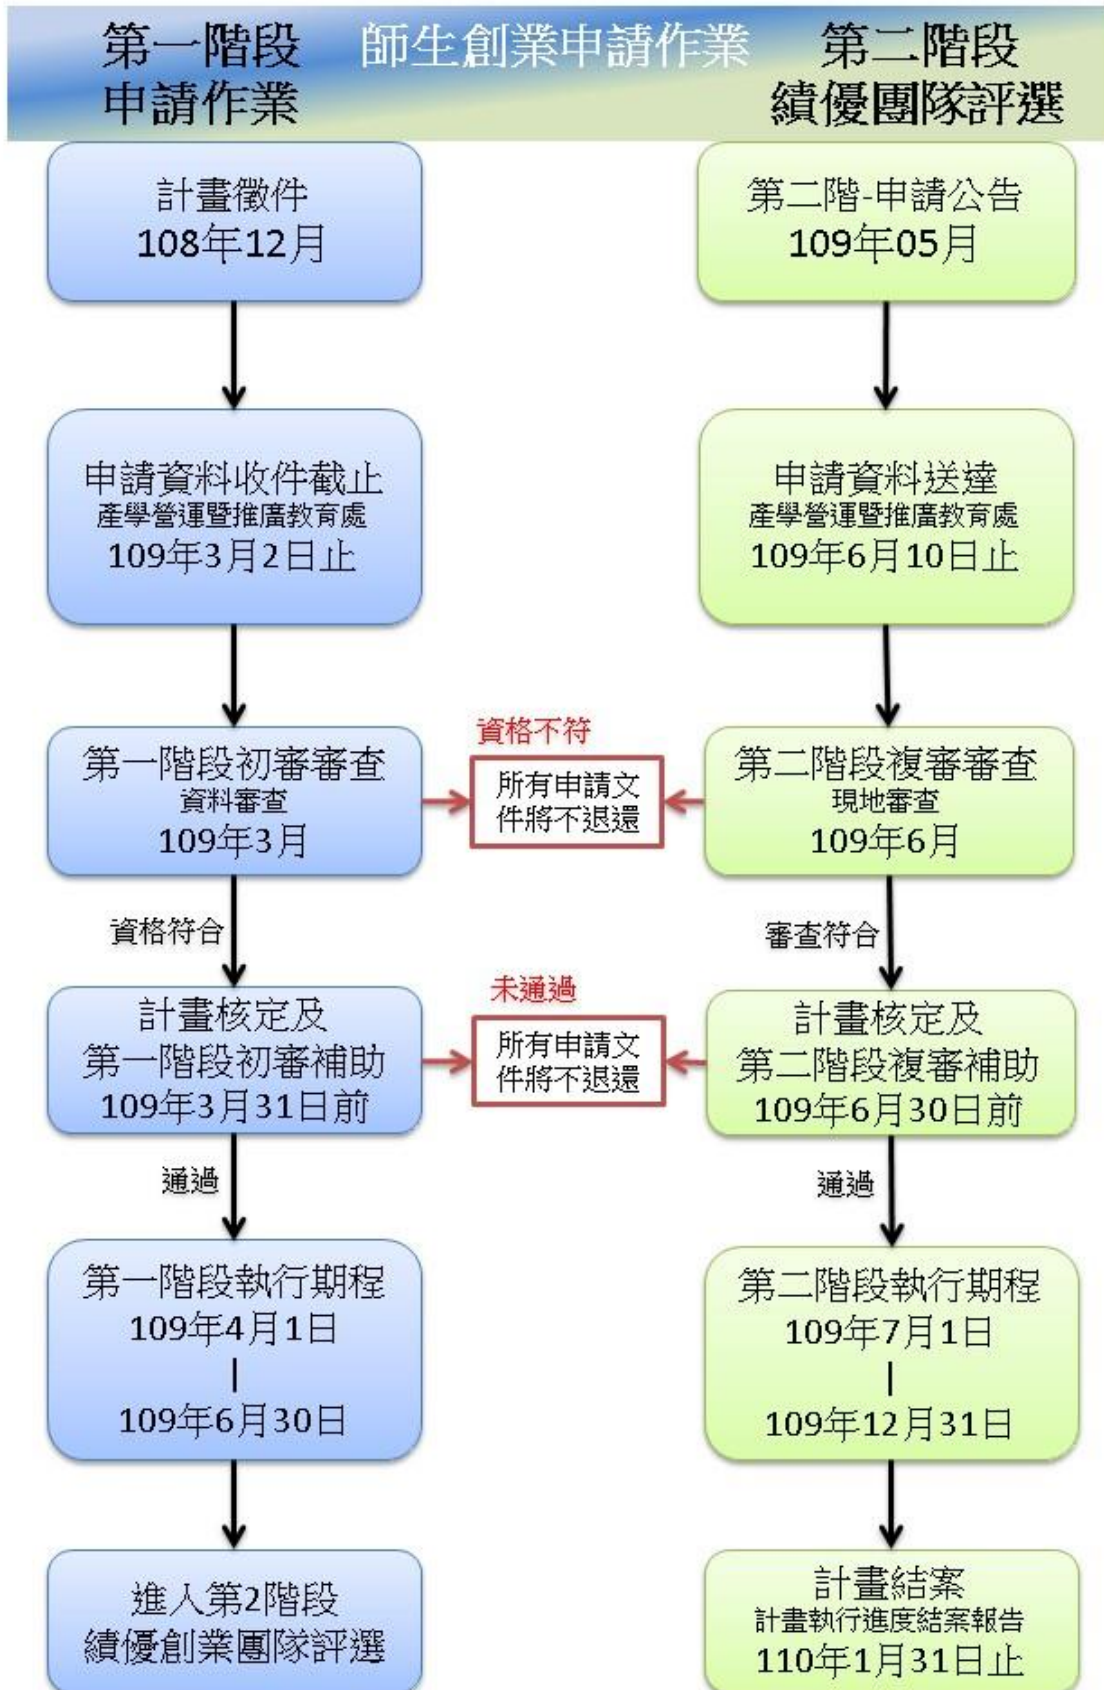 師生創業申請作業
第一階段
申請作業
計畫徵件
108年12月
申請資料收件截止
產學營運暨推廣教育處
109年3月2日止
第一階段初審審查
資料審查
109年3月
資格符合
計畫核定及
第一階段初審補助
109年3月31日前
通過
第一階段執行期程
109年4月1日
|
109年6月30日
進入第2階段
績優創業團隊評選
資格不符
所有申請文
件將不退還
未通過
所有申請文
件將不退還
第二階段
績優團隊評選
第二階-申請公告
109年05月
申請資料送達
產學營運暨推廣教育處
109年6月10日止
第二階段複審審查
現地審查
109年6月
審查符合
計畫核定及
第二階段複審補助
109年6月30日前
通過
第二階段執行期程
109年7月1日
|
109年12月31日
計畫結案
計畫執行進度結案報告
110年1月31日止